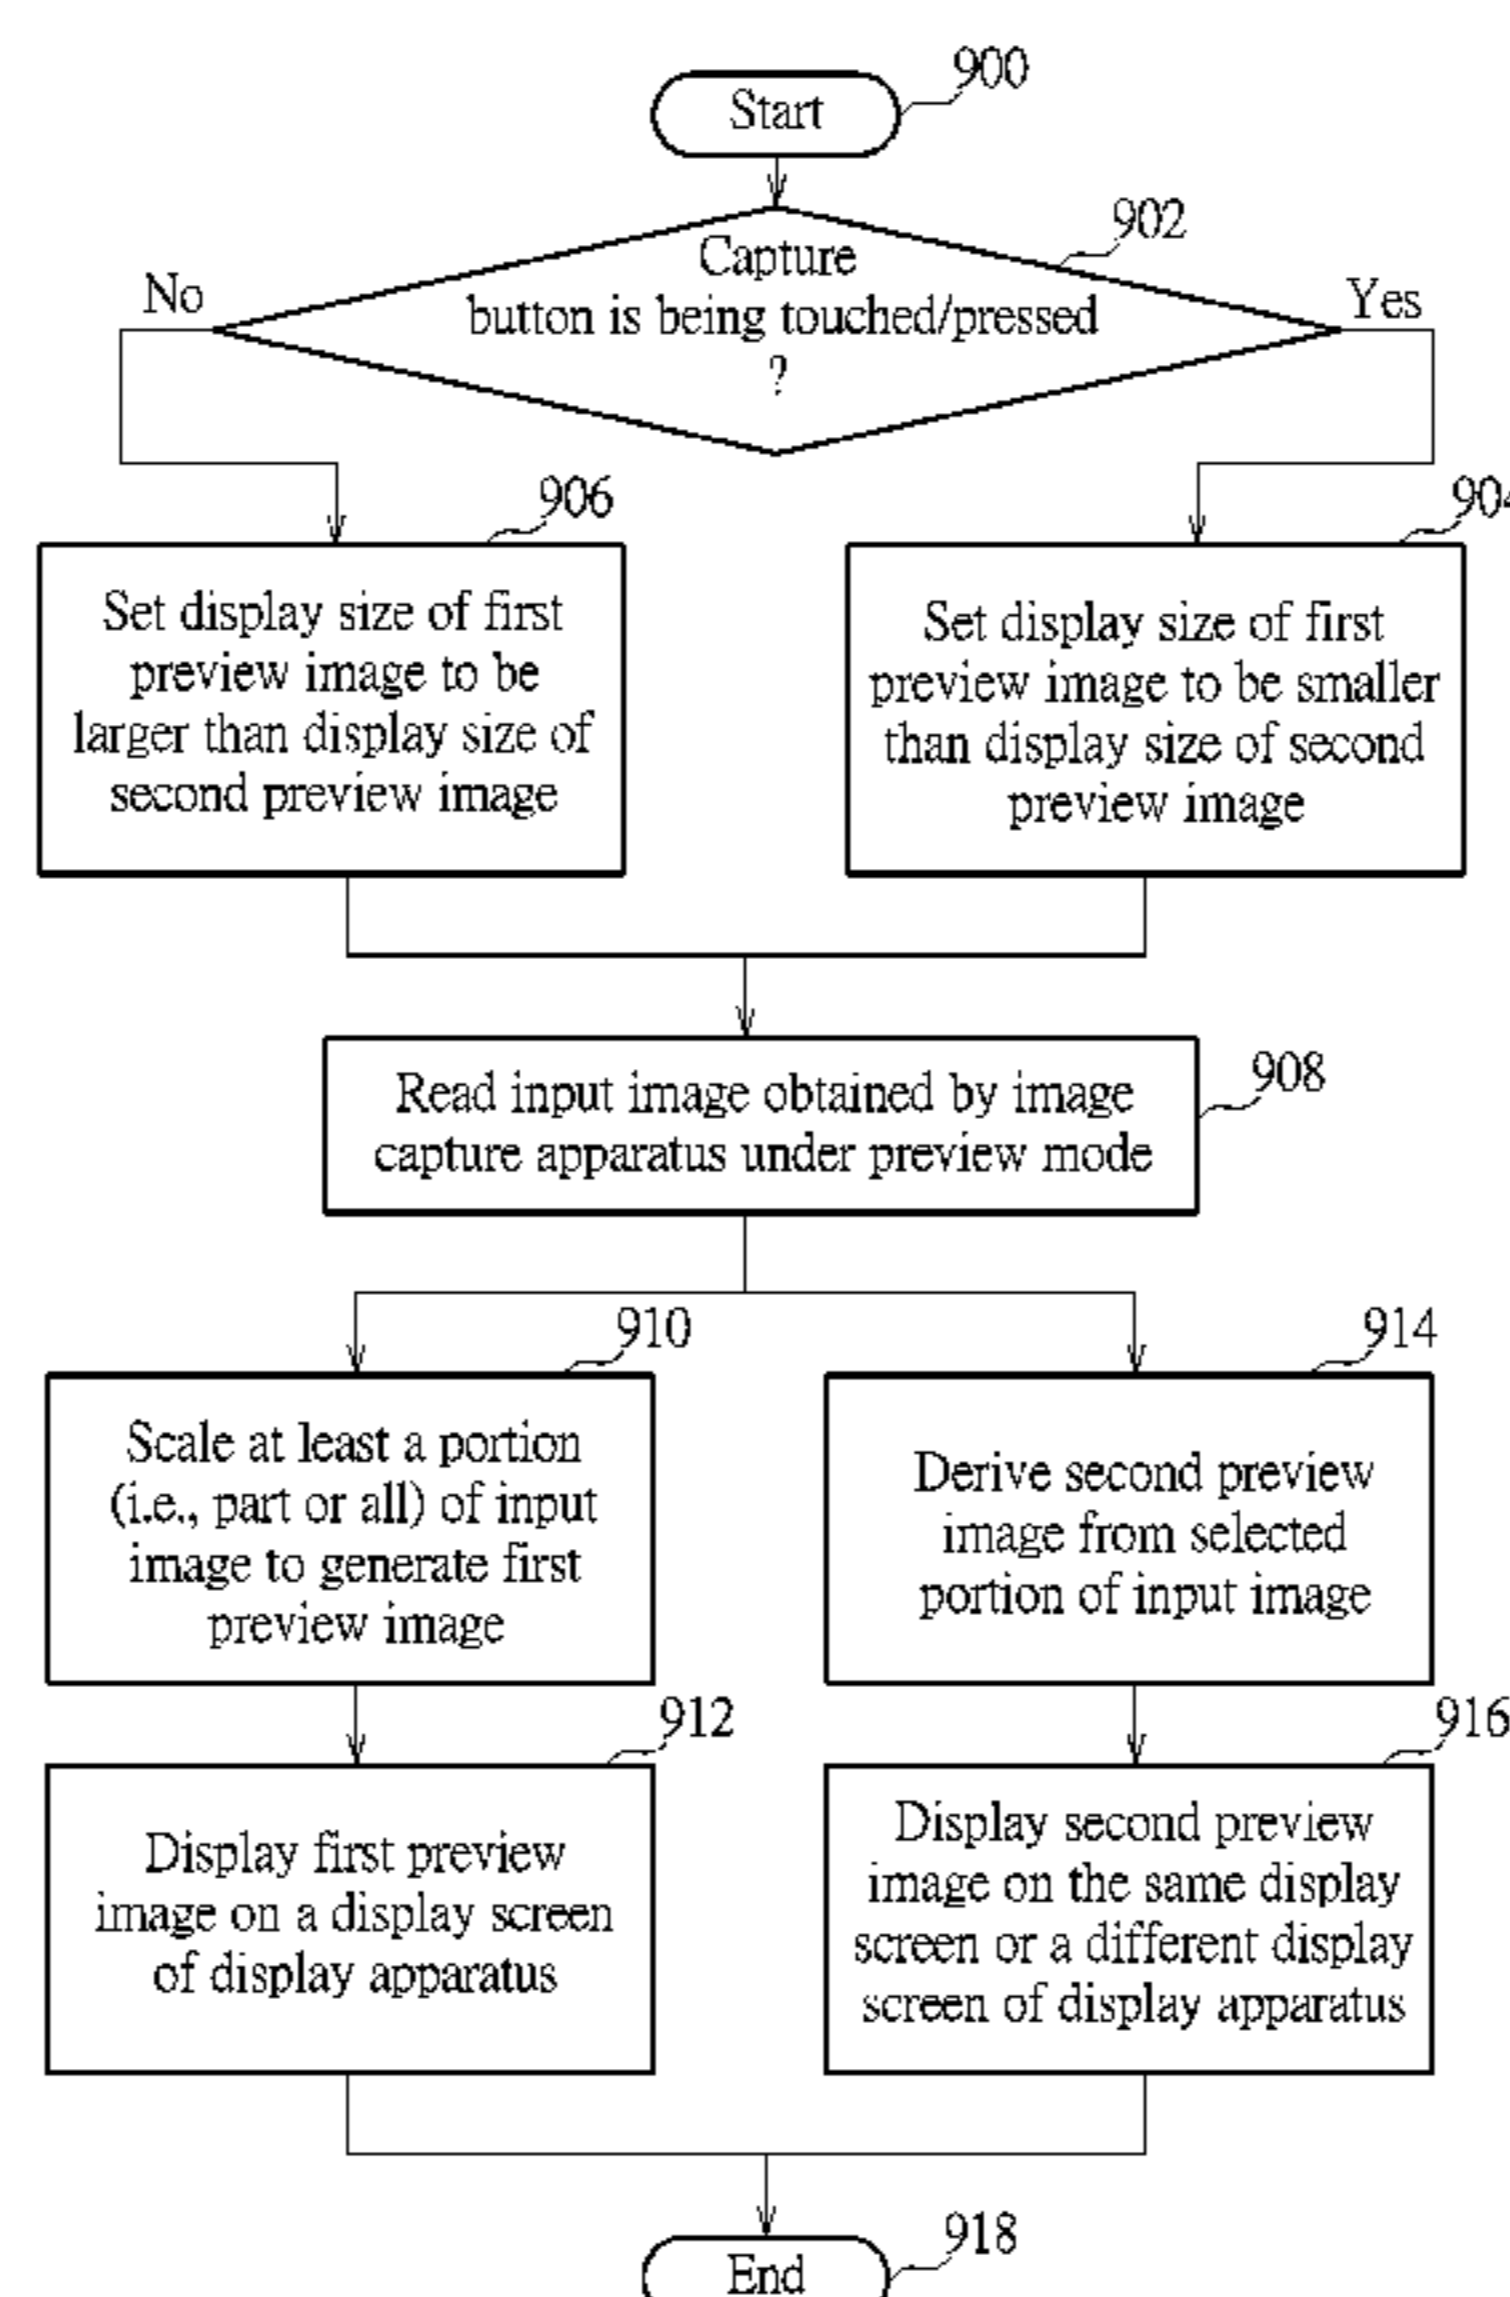 900
Start
902
Capture
button is being touched/pressed
?
No
Yes
906
Set display size of first
preview image to be
larger than display size of
second preview image
904
Set display size of first
preview image to be smaller
than display size of second
preview image
908
Read input image obtained by image
capture apparatus under preview mode
910
Scale at least a portion
(i.e., part or all) of input
image to generate first
preview image
914
Derive second preview
image from selected
portion of input image
912
Display first preview
image on a display screen
of display apparatus
916
Display second preview
image on the same display
screen or a different display
screen of display apparatus
918
End